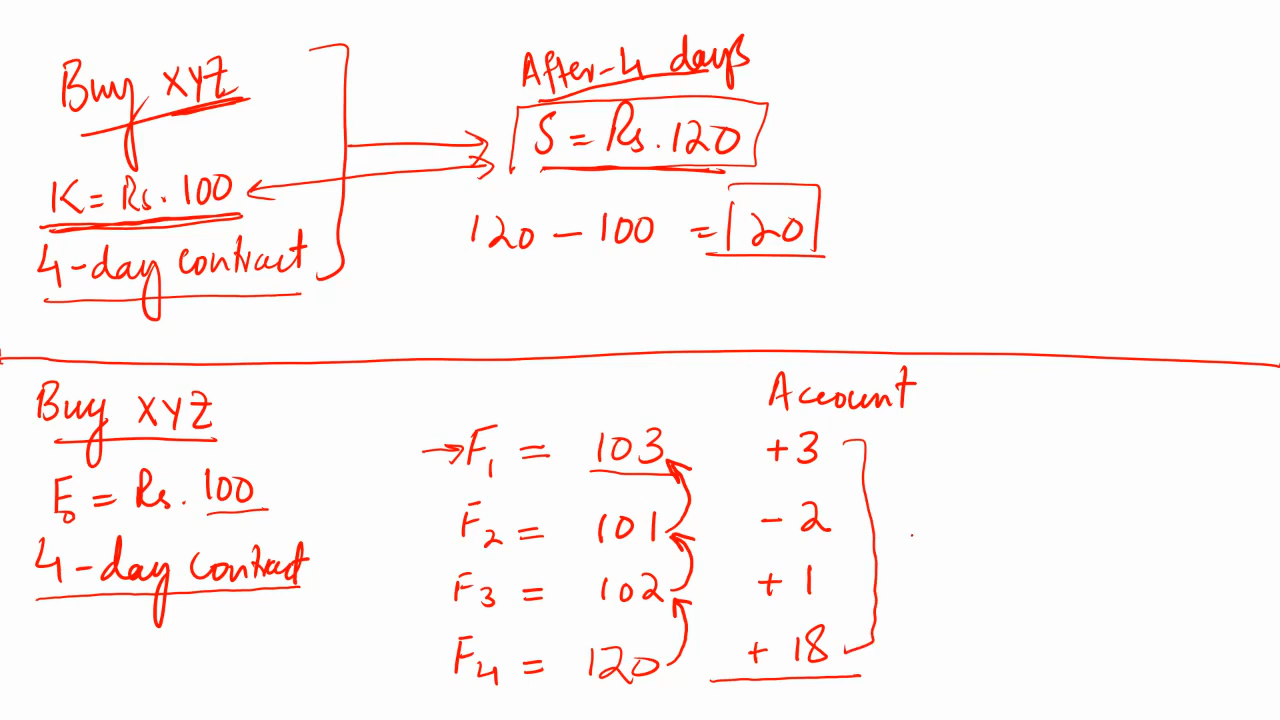 Buy XYZ
K = Rs. 100
4-day contract
After-4 days
S = Rs. 120
120 - 100 = 20
Buy XYZ
F0 = Rs. 100
4-day contract
Account
→ F1 = 103 +3
F2 = 101 - 2
F3 = 102 + 1
F4 = 120 + 18